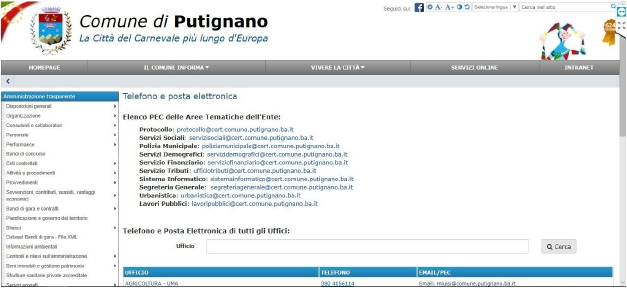 Comune di Putignano
La Città del Carnevale più lungo d'Europa
Seguici su:
A- A+
Seleziona lingua
Cerca nel sito
HOMEPAGE IL COMUNE INFORMA VIVERE LA CITTÀ SERVIZI ONLINE INTRANET
Amministrazione trasparente
Disposizioni generali
Organizzazione
Consulenti e collaboratori
Personale
Performance
Bandi di concorso
Enti controllati
Attività e procedimenti
Provvedimenti
Sovvenzioni, contributi, sussidi, vantaggi
economici
Bandi di gara e contratti
Pianificazione e governo del territorio
Bilanci
Dataset Bandi di gara - File XML
Informazioni ambientali
Controlli e rilievi sull'amministrazione
Beni immobili e gestione patrimonio
Strutture sanitarie private accreditate
Servizi erogati
Telefono e posta elettronica
Elenco PEC delle Aree Tematiche dell'Ente:
Protocollo: protocollo@cert.comune.putignano.ba.it
Servizi Sociali: servizisociali@cert.comune.putignano.ba.it
Polizia Municipale: poliziamunicipale@cert.comune.putignano.ba.it
Servizi Demografici: servizidemografici@cert.comune.putignano.ba.it
Servizio Finanziario: serviziofinanziario@cert.comune.putignano.ba.it
Servizio Tributi: ufficiotributi@cert.comune.putignano.ba.it
Sistema Informatico: sistemainformatico@cert.comune.putignano.ba.it
Segreteria Generale: segreteriagenerale@cert.comune.putignano.ba.it
Urbanistica: urbanistica@cert.comune.putignano.ba.it
Lavori Pubblici: lavoripubblici@cert.comune.putignano.ba.it
Telefono e Posta Elettronica di tutti gli Uffici:
Ufficio Cerca
UFFICIO TELEFONO EMAIL/PEC
AGRICOLTURA - UMA 080 4056114 Email: miussi@comune.putignano.ba.it